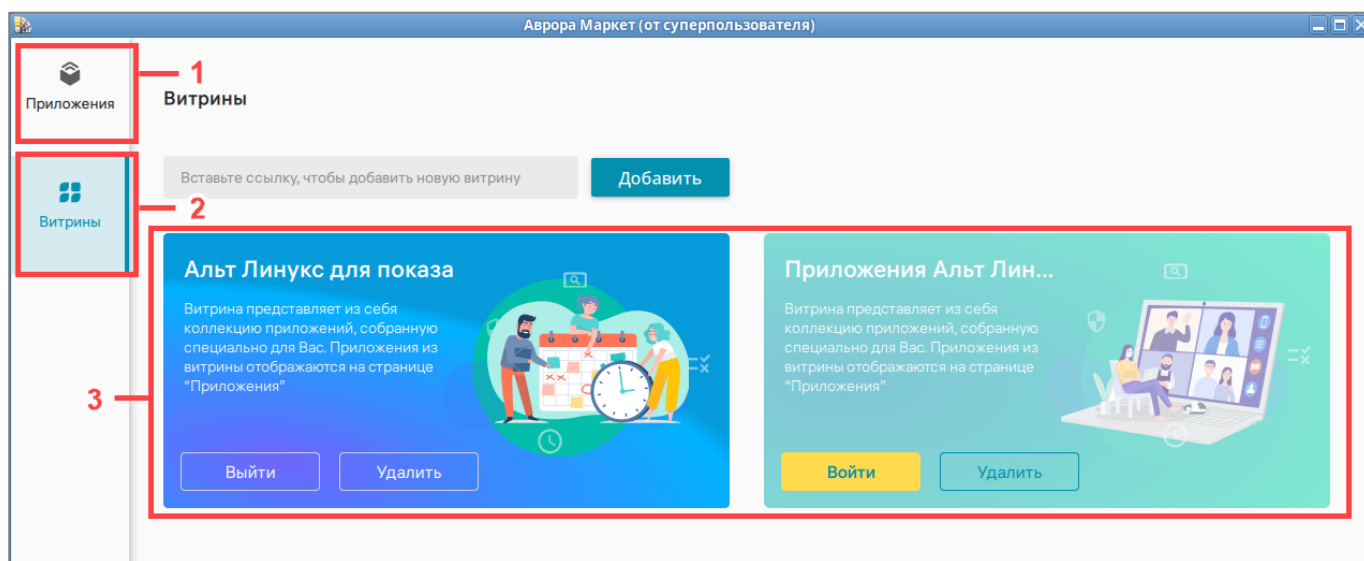 Аврора Маркет (от суперпользователя)
1
Приложения
Витрины
Вставьте ссылку, чтобы добавить новую витрину
Добавить
2
Витрины
Альт Линукс для показа
Витрина представляет из себя
коллекцию приложений, собранную
специально для Вас. Приложения из
витрины отображаются на странице
“Приложения”
Выйти
Удалить
Приложения Альт Лин...
Витрина представляет из себя
коллекцию приложений, собранную
специально для Вас. Приложения из
витрины отображаются на странице
“Приложения”
Войти
Удалить
3